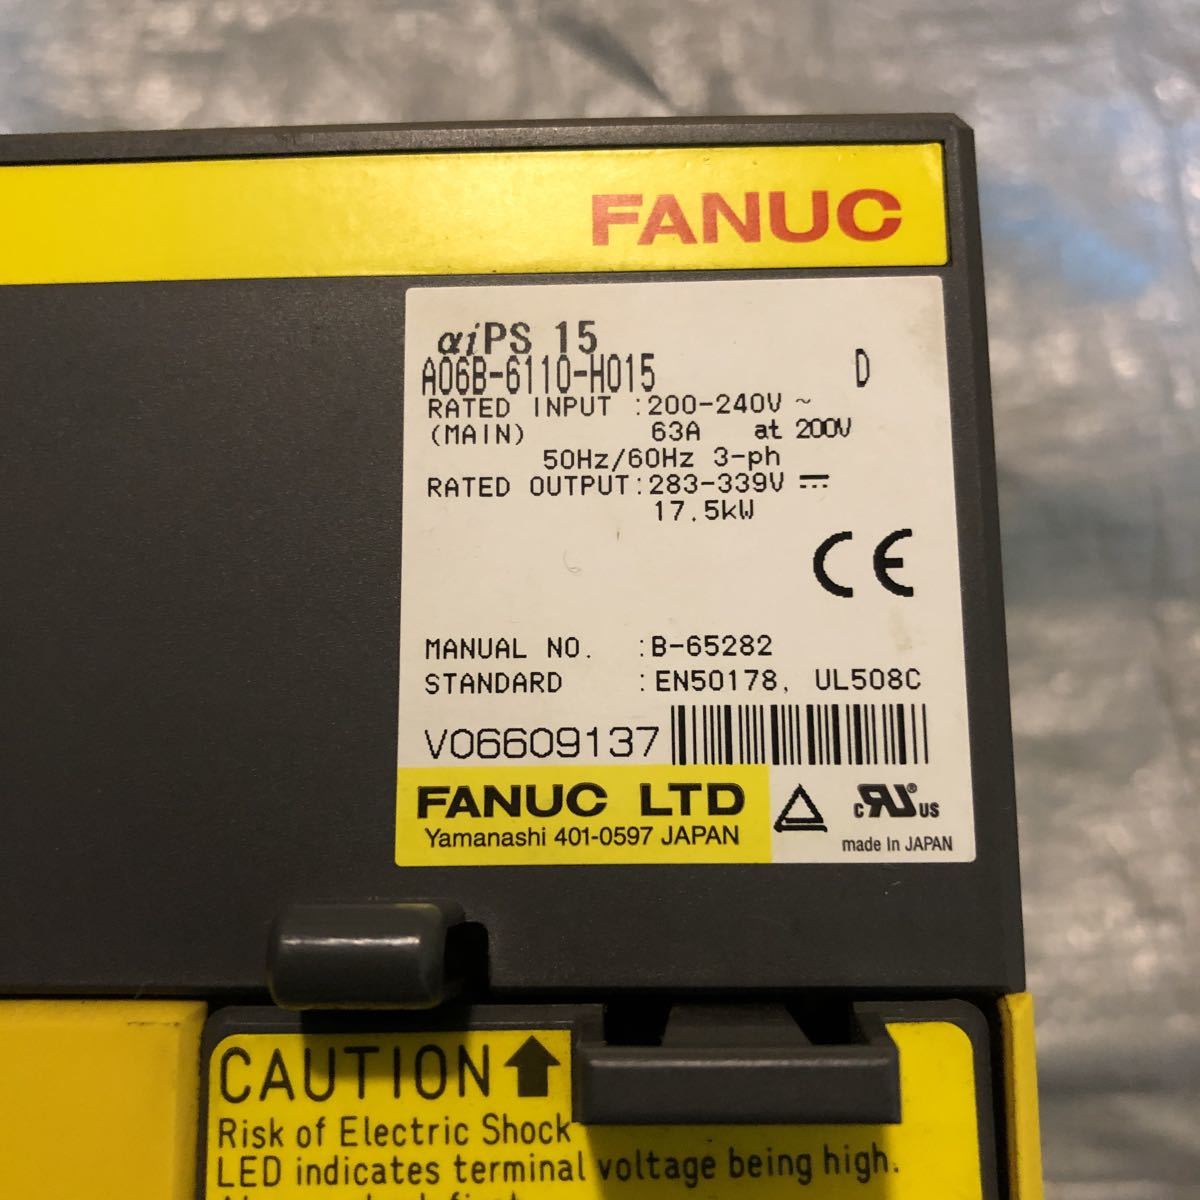 FANUC
αiPS 15
A06B-6110-H015 D
RATED INPUT :200-240V ~
(MAIN) 63A at 200V
50Hz/60Hz 3-ph
RATED OUTPUT:283-339V ⎓
17.5kW
CE
MANUAL NO. :B-65282
STANDARD :EN50178, UL508C
V06609137
FANUC LTD
Yamanashi 401-0597 JAPAN
c RU® US
made In JAPAN
CAUTION
Risk of Electric Shock
LED indicates terminal voltage being high.